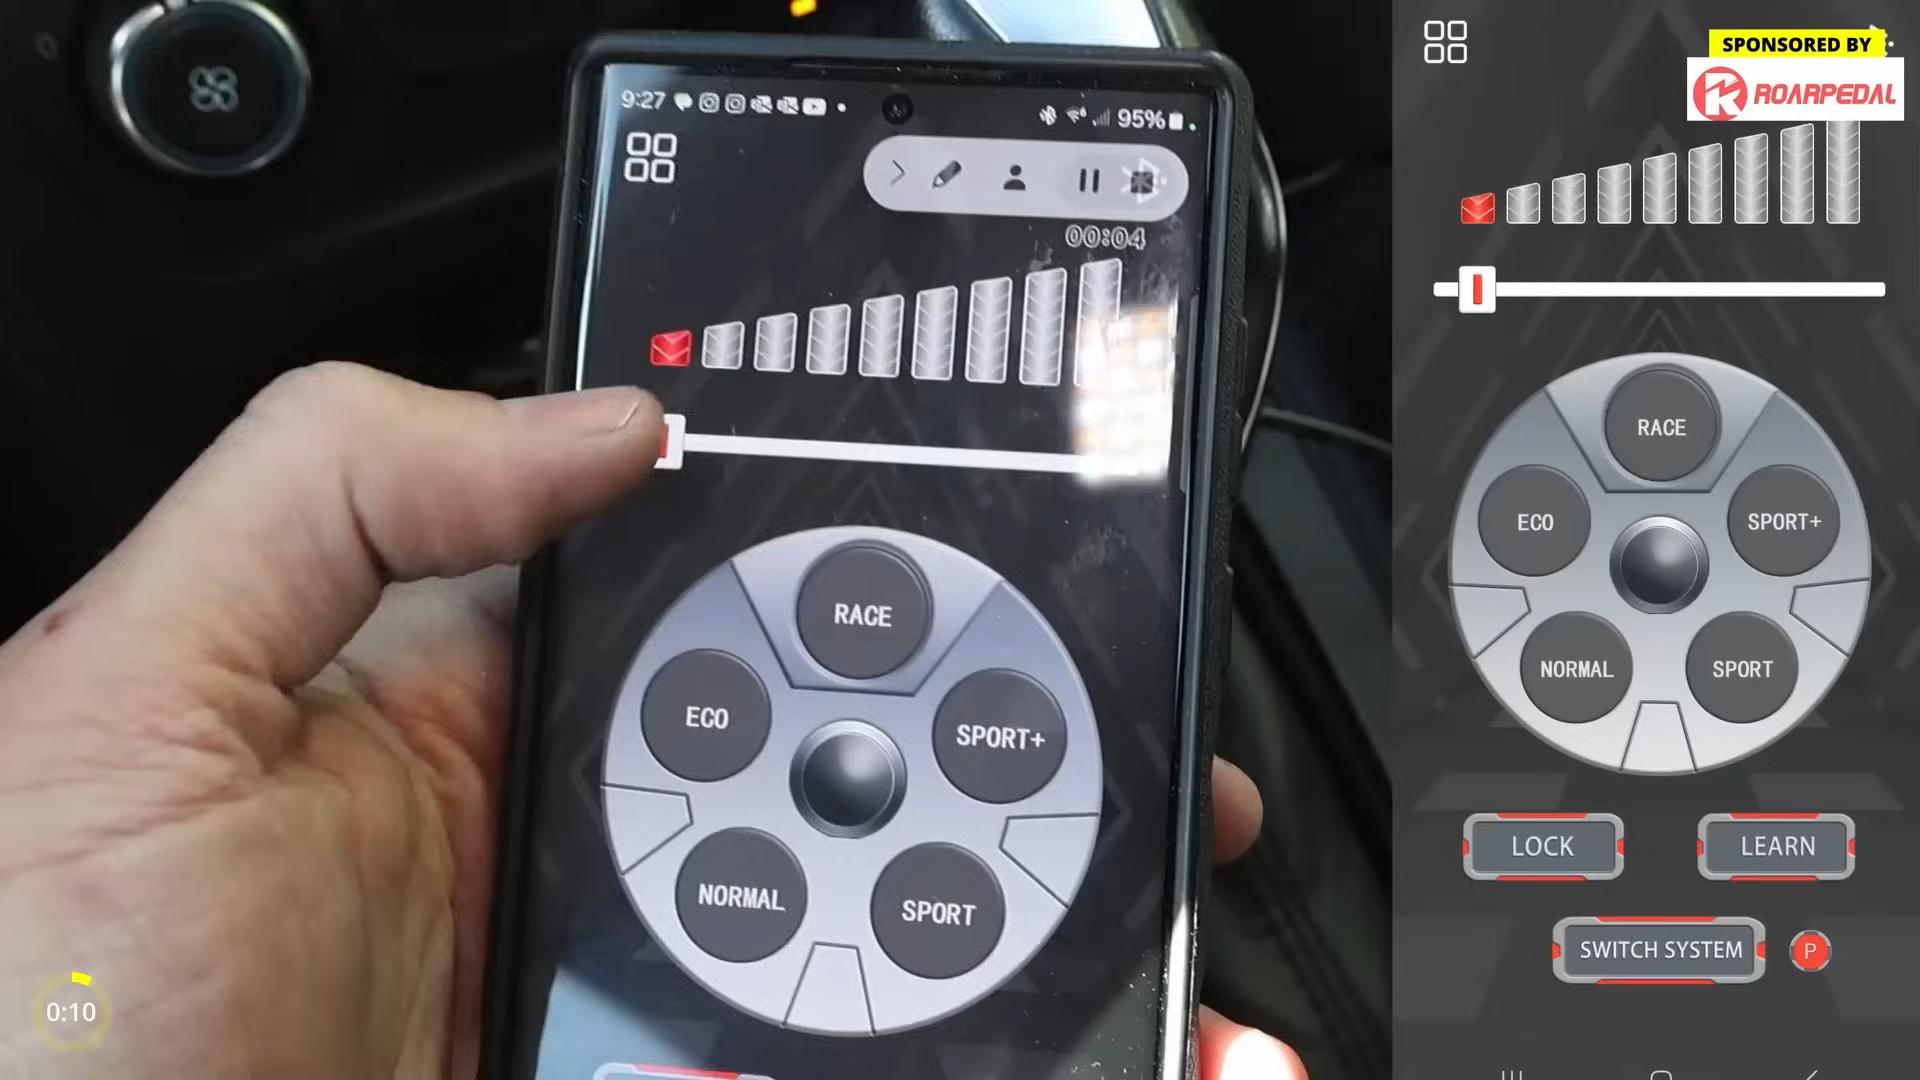 9:27
95%
00:04
RACE
ECO
SPORT+
NORMAL
SPORT
0:10
SPONSORED BY
ROARPEDAL
RACE
ECO
SPORT+
NORMAL
SPORT
LOCK
LEARN
SWITCH SYSTEM
P